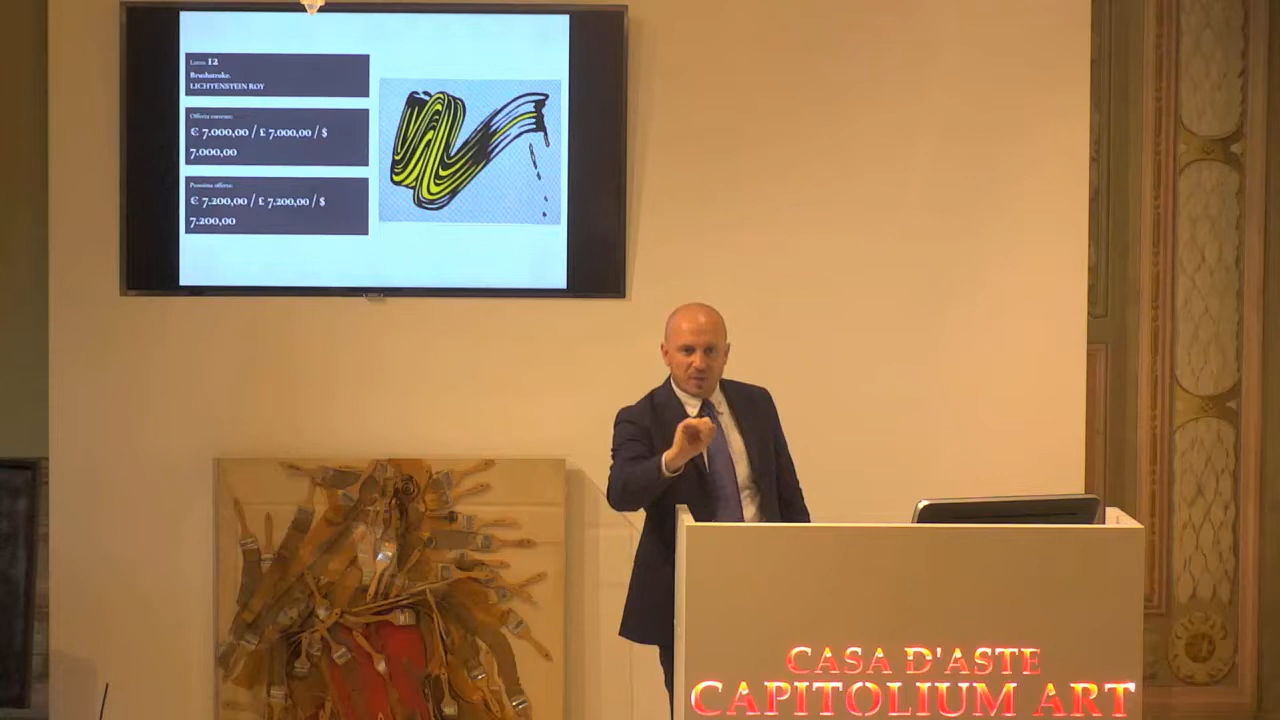 Lotto: 12
Brushstroke.
LICHTENSTEIN ROY
Offerta corrente:
€ 7.000,00 / £ 7.000,00 / $
7.000,00
Prossima offerta:
€ 7.200,00 / £ 7.200,00 / $
7.200,00
CASA D'ASTE
CAPITOLIUM ART